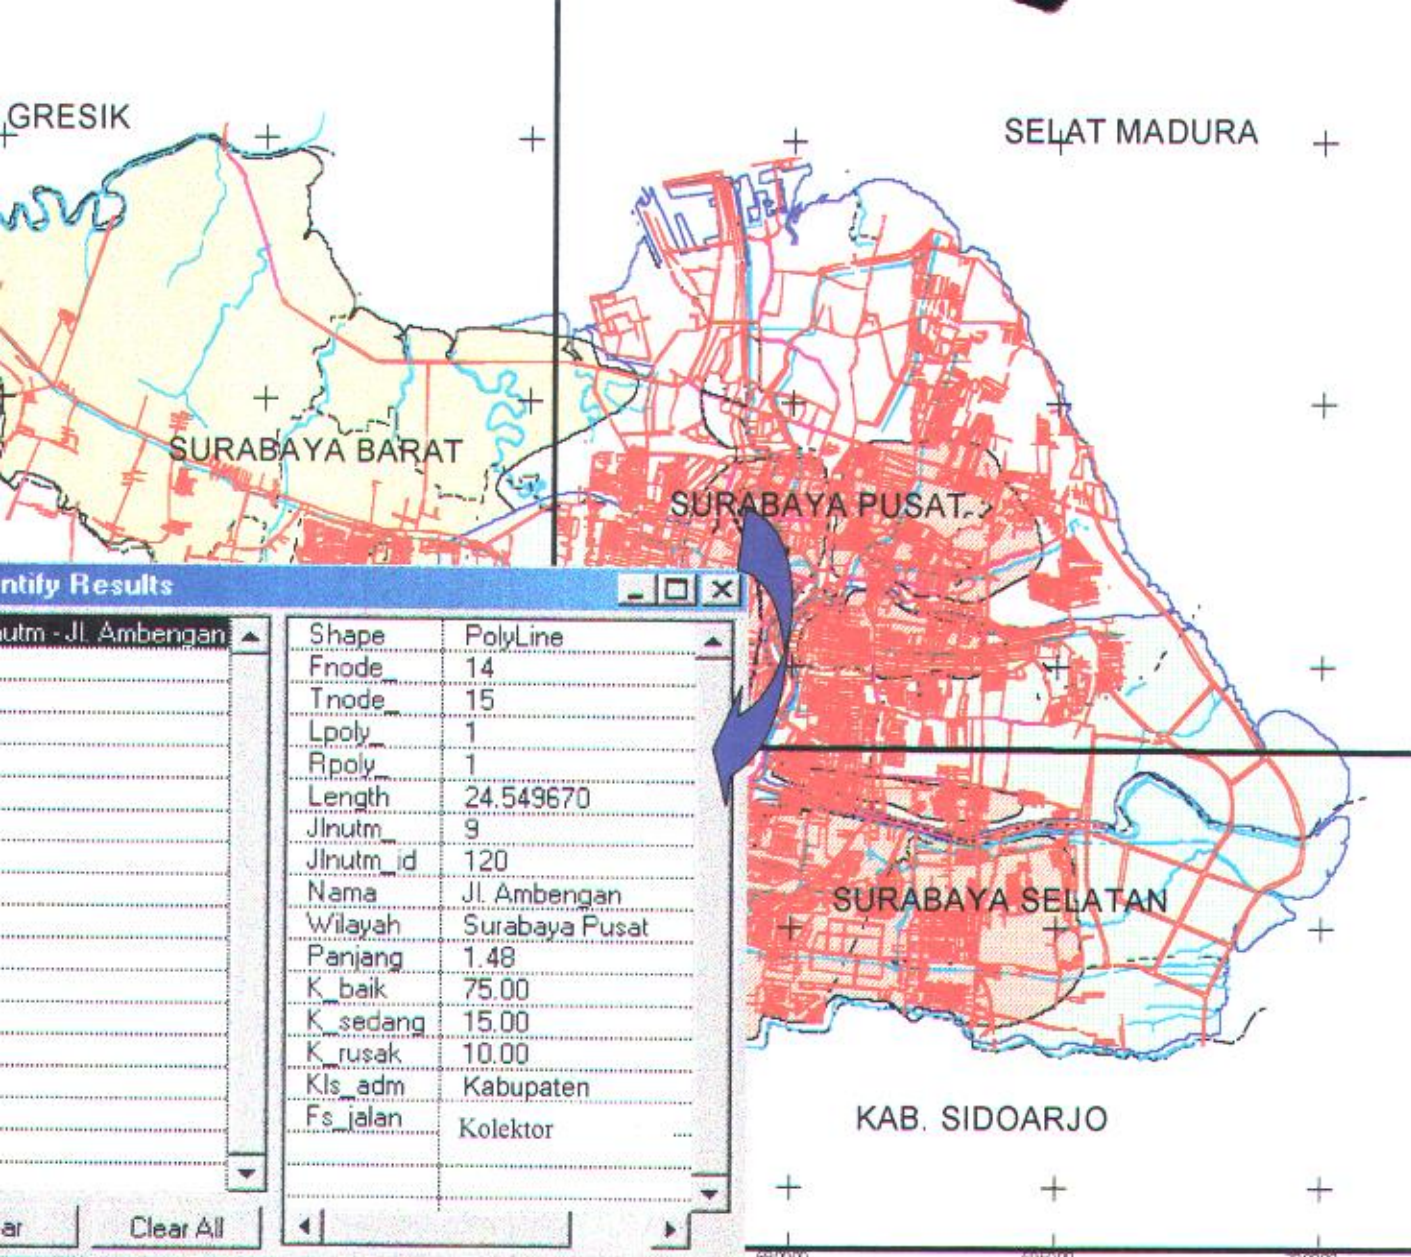 GRESIK
SELAT MADURA
SURABAYA BARAT
SURABAYA PUSAT
ntify Results
utm - Jl. Ambengan
Shape PolyLine
Fnode_ 14
Tnode_ 15
Lpoly_ 1
Rpoly_ 1
Length 24.549670
Jlnutm_ 9
Jlnutm_id 120
Nama Jl. Ambengan
Wilayah Surabaya Pusat
Panjang 1.48
K_baik 75.00
K_sedang 15.00
K_rusak 10.00
Kls_adm Kabupaten
Fs_jalan Kolektor
....
ar
Clear All
SURABAYA SELATAN
KAB. SIDOARJO